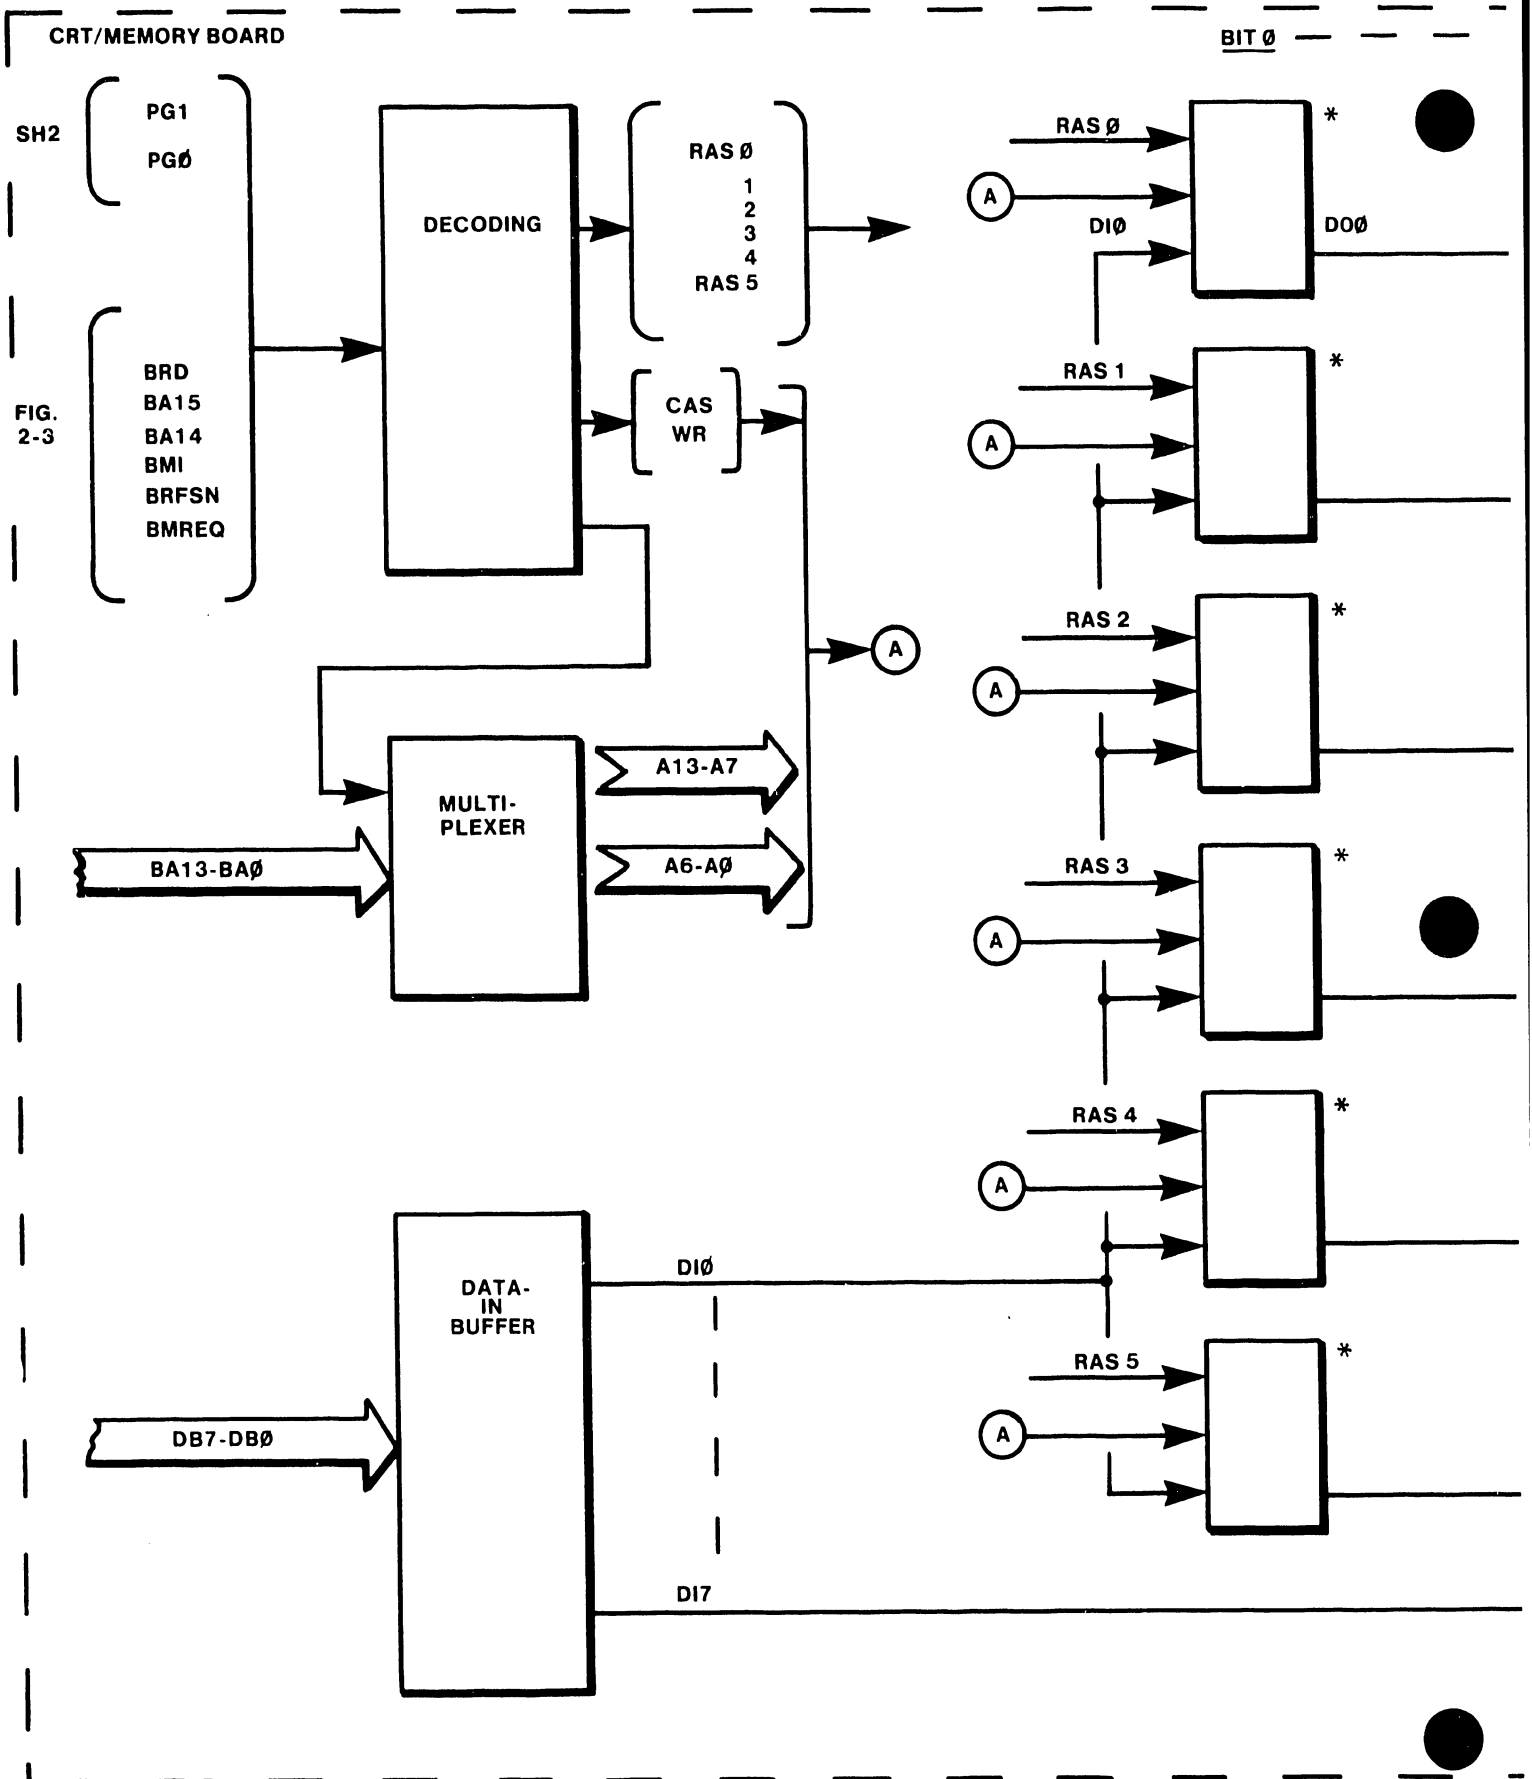 CRT/MEMORY BOARD
BIT Ø
SH2
PG1
PGØ
FIG.
2-3
BRD
BA15
BA14
BMI
BRFSN
BMREQ
DECODING
RAS Ø
1
2
3
4
RAS 5
CAS
WR
A
MULTI-
PLEXER
BA13-BAØ
A13-A7
A6-AØ
DATA-
IN
BUFFER
DB7-DBØ
DIØ
DI7
RAS Ø
*
A
DIØ
DOØ
RAS 1
*
A
RAS 2
*
A
RAS 3
*
A
RAS 4
*
A
RAS 5
*
A